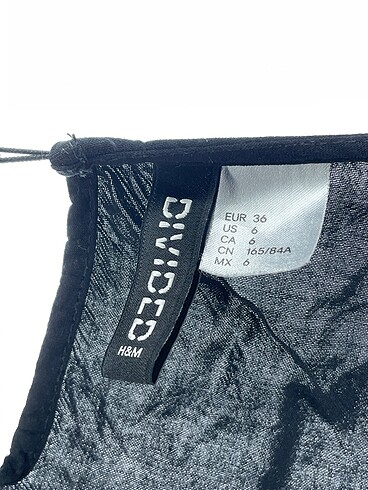 DIVIDED
H&M
EUR 36
US 6
CA 6
CN 165/84A
MX 6